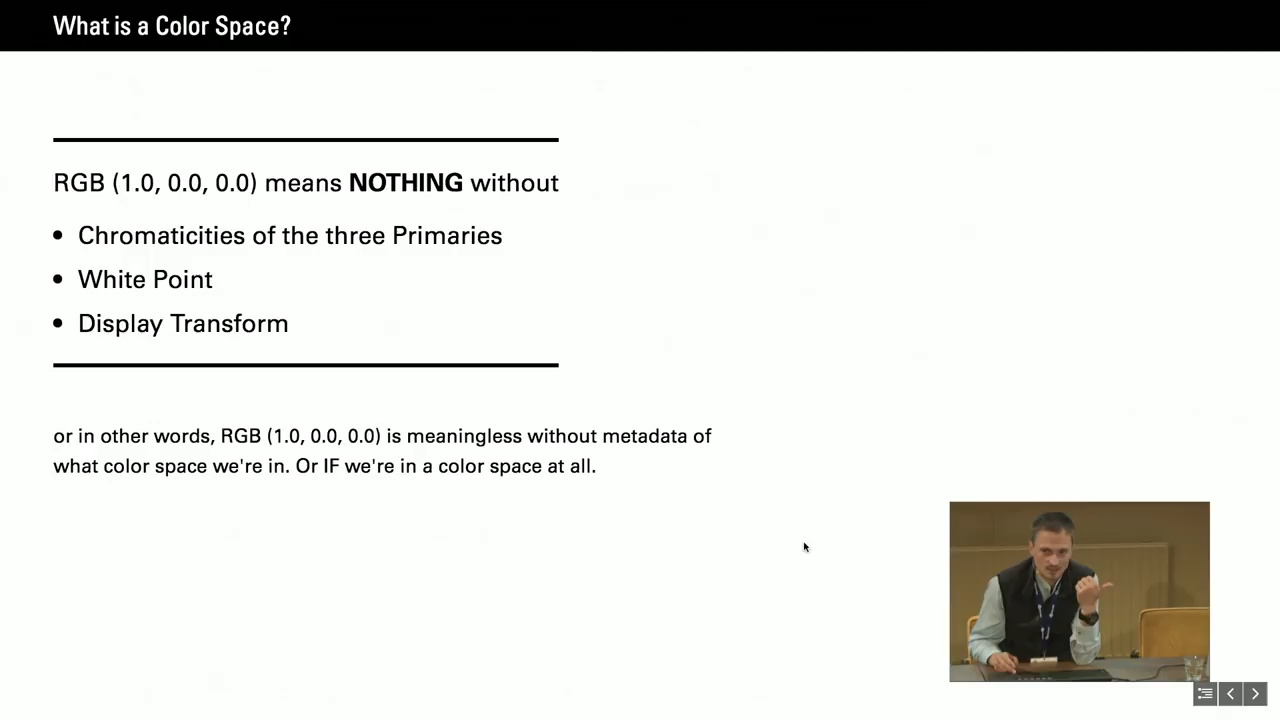 What is a Color Space?
RGB (1.0, 0.0, 0.0) means NOTHING without
• Chromaticities of the three Primaries
• White Point
• Display Transform
or in other words, RGB (1.0, 0.0, 0.0) is meaningless without metadata of
what color space we're in. Or IF we're in a color space at all.